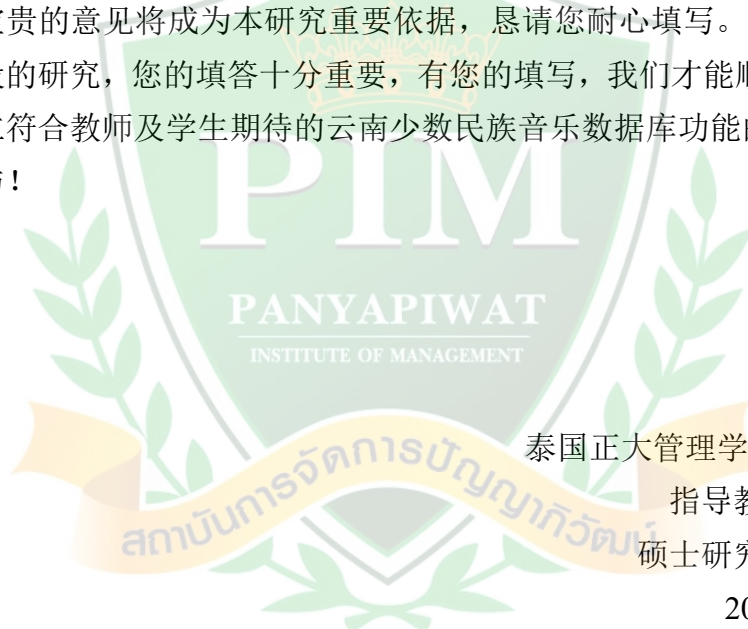 贵的意见将成为本研究重要依据，恳请您耐心填写。
的研究，您的填答十分重要，有您的填写，我们才能顺
符合教师及学生期待的云南少数民族音乐数据库功能的
！
PIM
PANYAPIWAT
INSTITUTE OF MANAGEMENT
泰国正大管理学
指导教
สถาบันการจัดการปัญญาภิวัฒน์
硕士研究
20